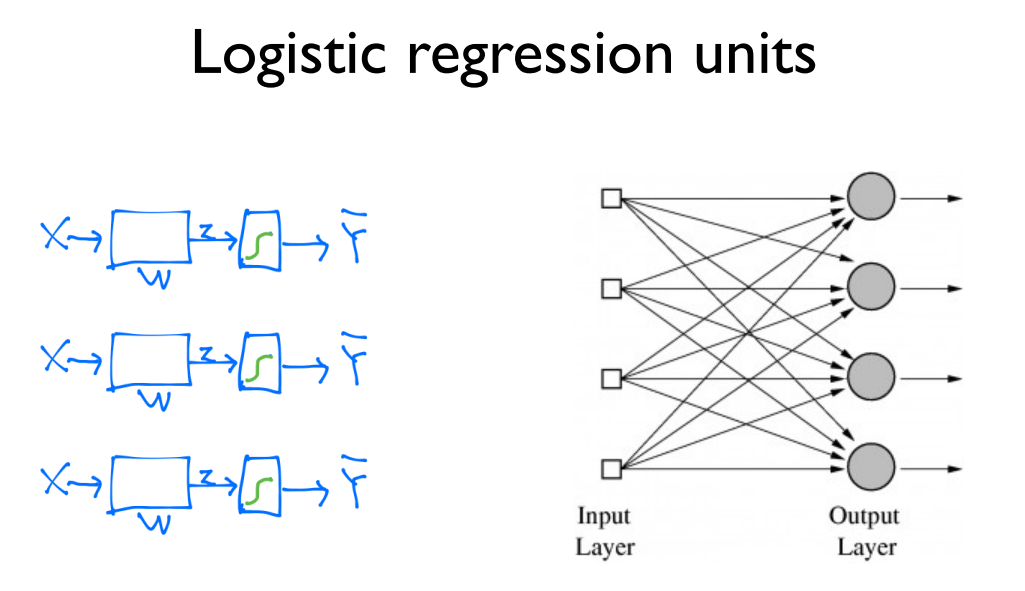 Logistic regression units
X z Y̅
W
X z Y̅
W
X z Y̅
W
Input
Layer
Output
Layer